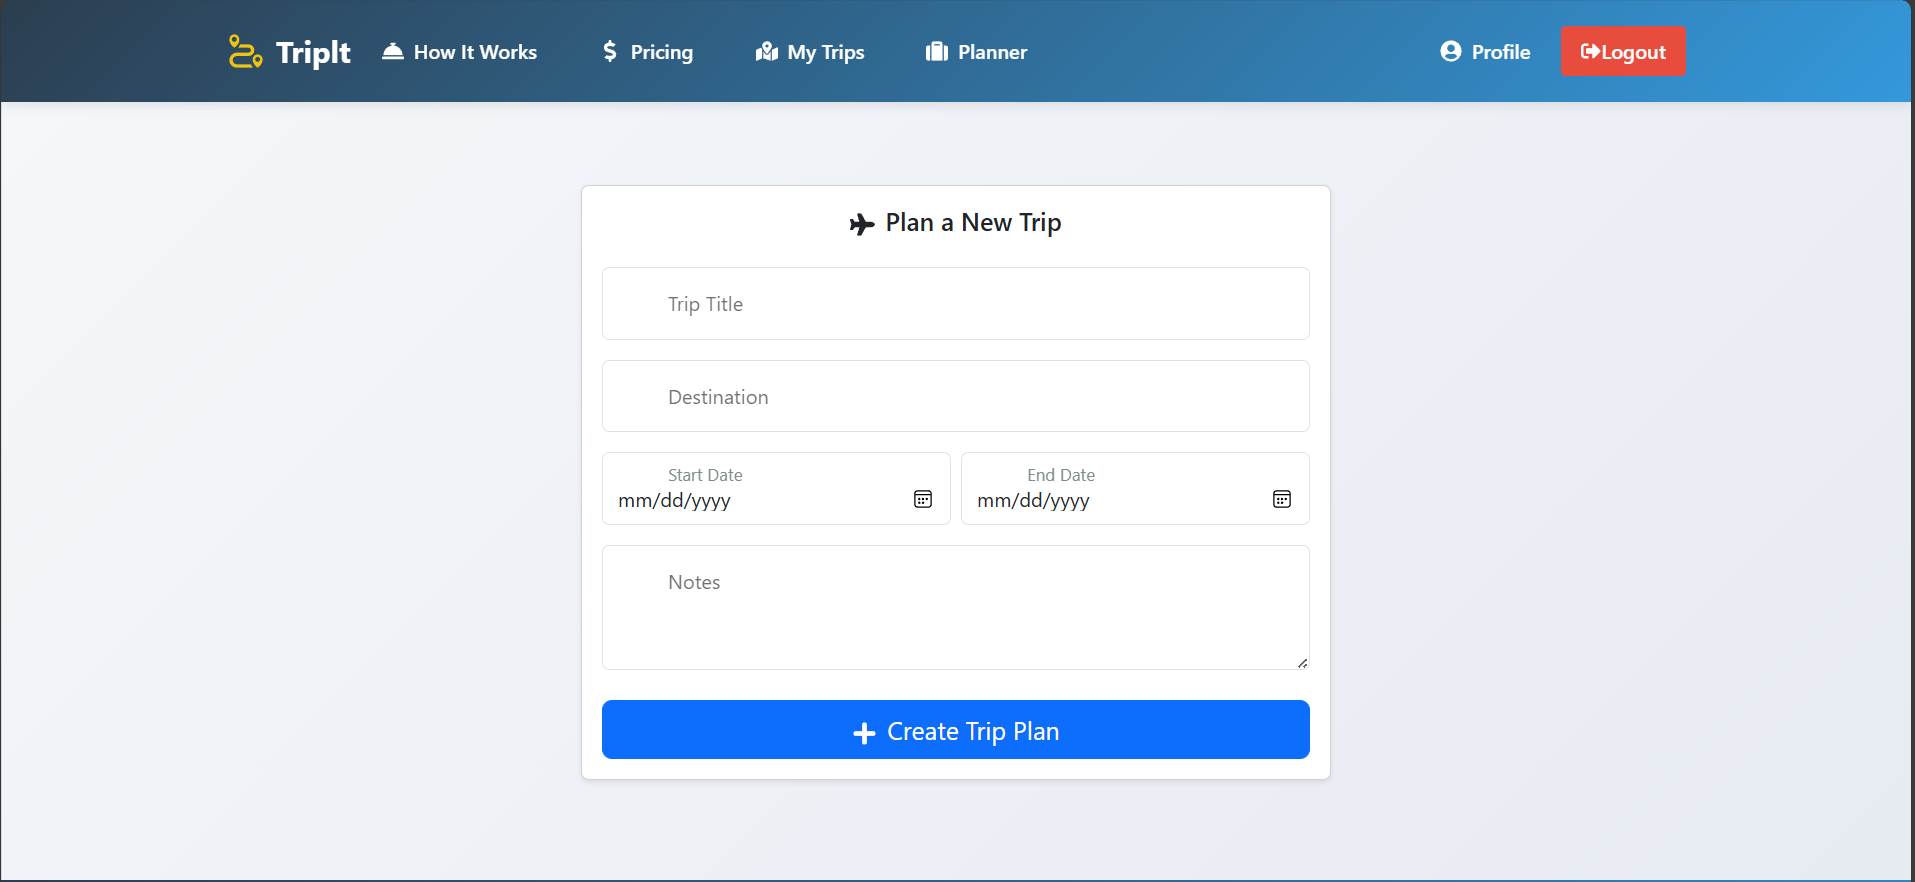 TripIt How It Works Pricing My Trips Planner Profile Logout
Plan a New Trip
Trip Title
Destination
Start Date End Date
mm/dd/yyyy mm/dd/yyyy
Notes
Create Trip Plan